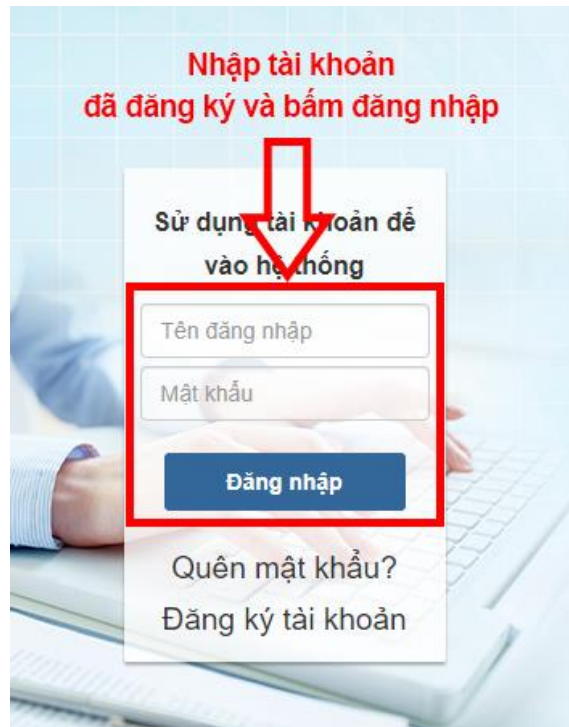 Nhập tài khoản
đã đăng ký và bấm đăng nhập
Sử dụng tài khoản để
vào hệ thống
Tên đăng nhập
Mật khẩu
Đăng nhập
Quên mật khẩu?
Đăng ký tài khoản